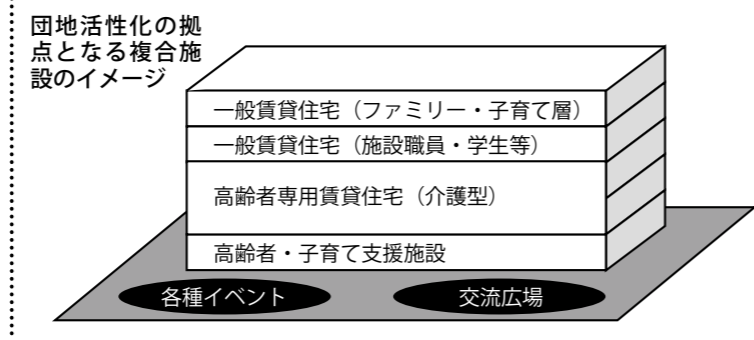 団地活性化の拠
点となる複合施
設のイメージ
一般賃貸住宅（ファミリー・子育て層）
一般賃貸住宅（施設職員・学生等）
高齢者専用賃貸住宅（介護型）
高齢者・子育て支援施設
各種イベント
交流広場